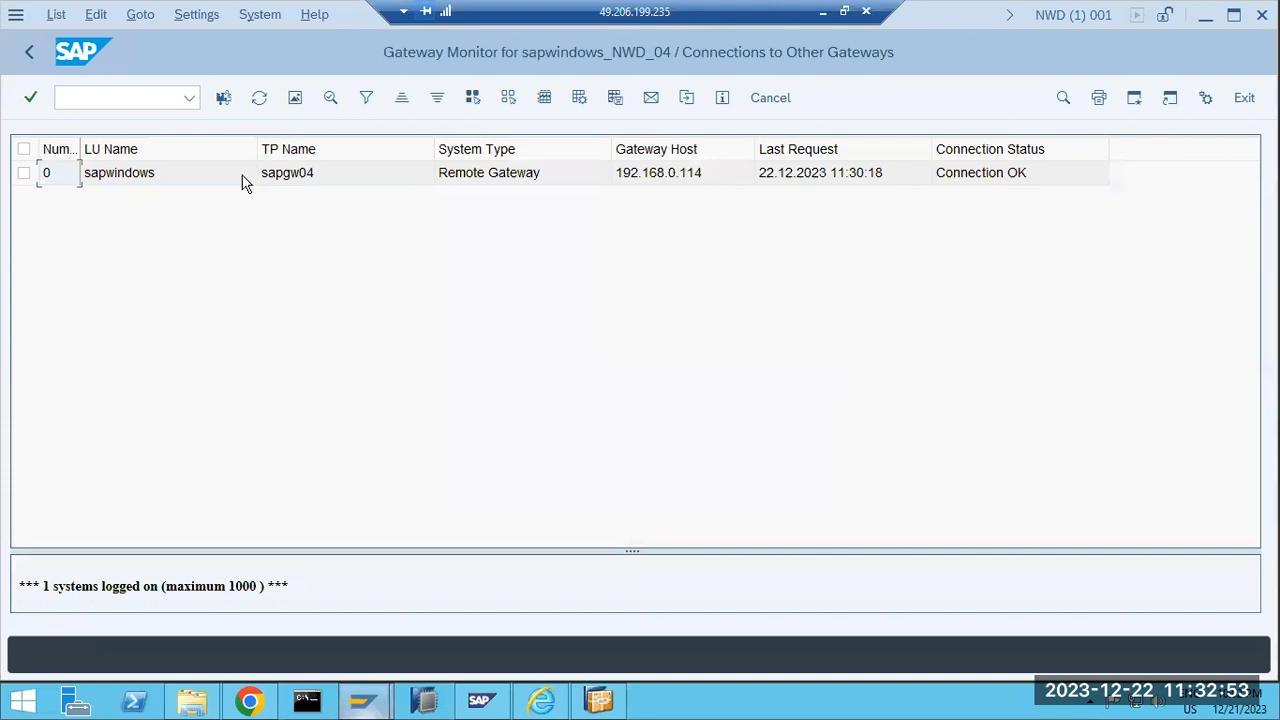 49.206.199.235
List Edit Goto Settings System Help NWD (1) 001
SAP Gateway Monitor for sapwindows_NWD_04 / Connections to Other Gateways
Cancel Exit
Num... LU Name TP Name System Type Gateway Host Last Request Connection Status
0 sapwindows sapgw04 Remote Gateway 192.168.0.114 22.12.2023 11:30:18 Connection OK
*** 1 systems logged on (maximum 1000 ) ***
SAP
2023-12-22 11:32:53
US 12/21/2023